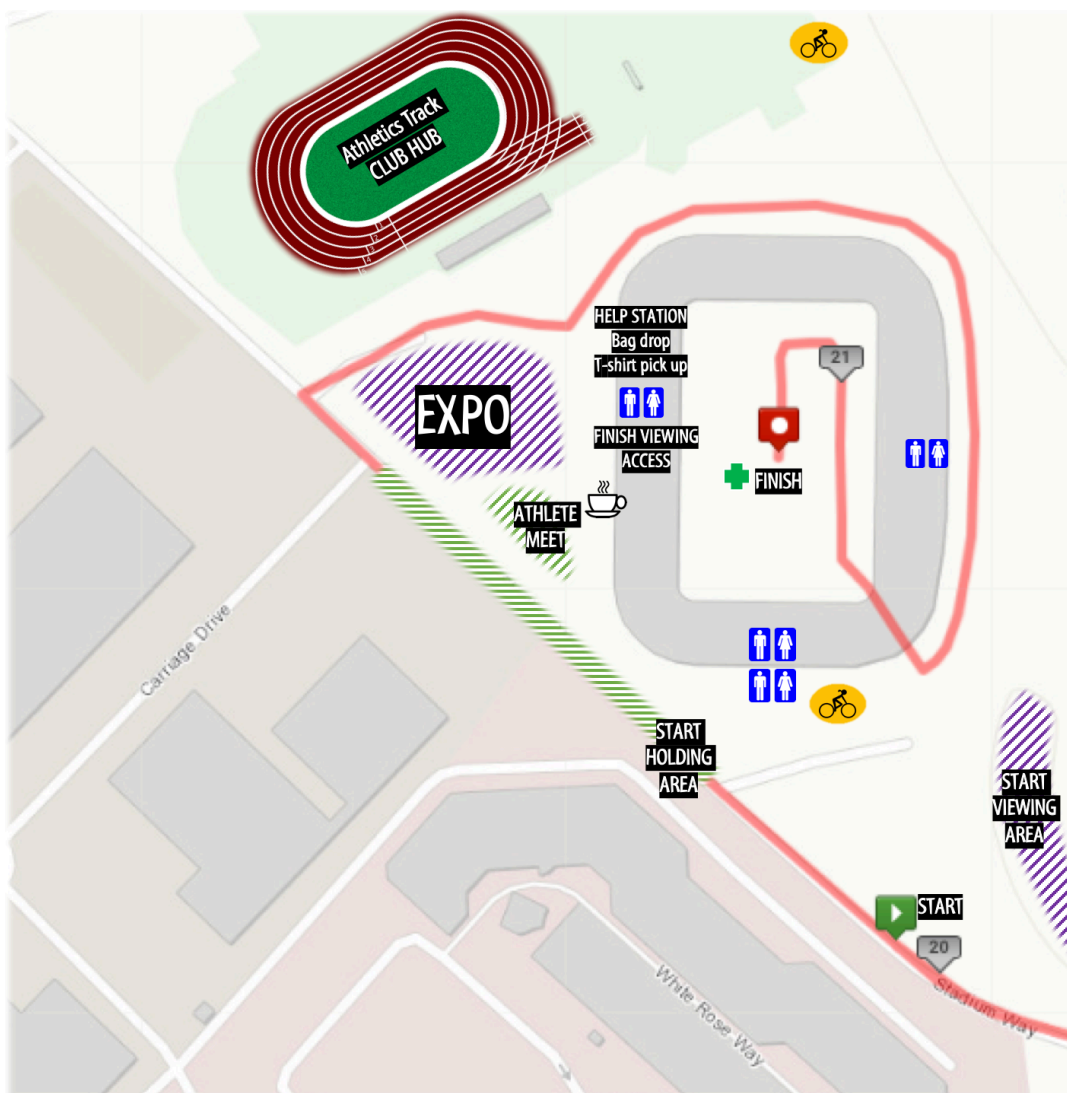 Athletics Track
CLUB HUB
HELP STATION
Bag drop
T-shirt pick up
21
EXPO
FINISH VIEWING
ACCESS
FINISH
ATHLETE
MEET
Carriage Drive
START
HOLDING
AREA
START
VIEWING
AREA
START
20
Stadium Way
White Rose Way